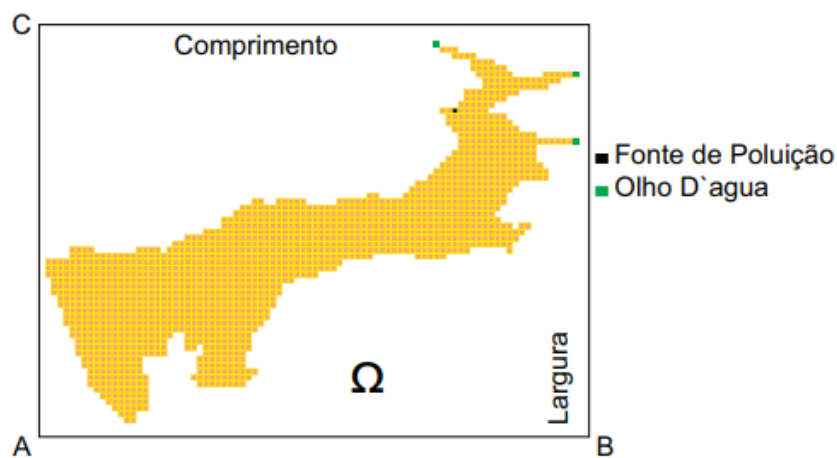 C
Comprimento
Fonte de Poluição
Olho D`agua
Ω
Largura
A
B